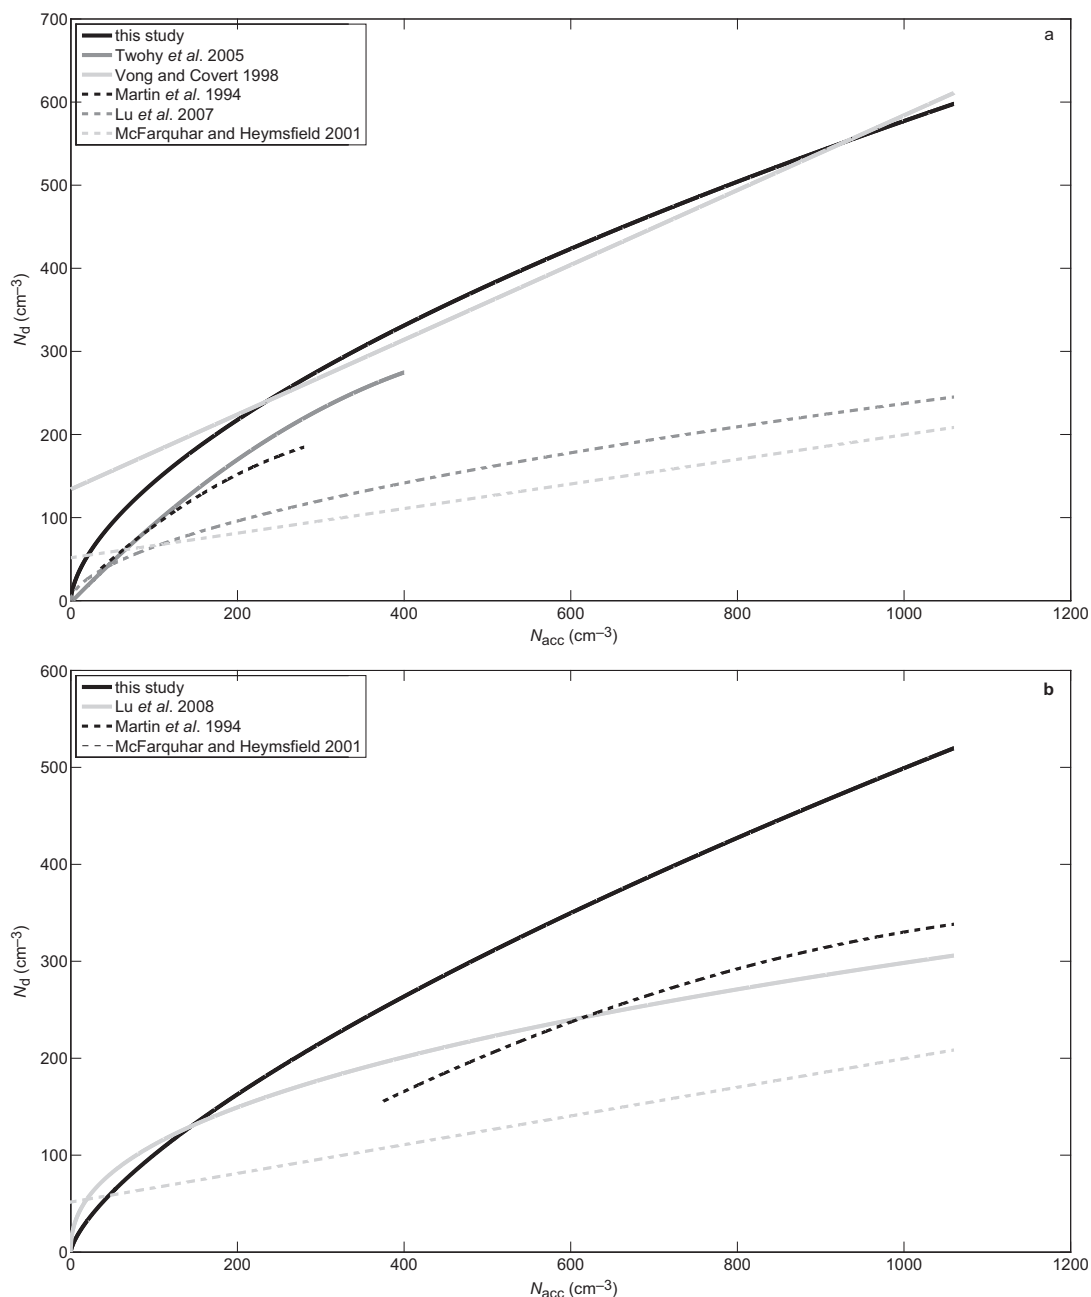 700
600
500
400
300
200
100
0
this study
Twohy et al. 2005
Vong and Covert 1998
Martin et al. 1994
Lu et al. 2007
McFarquhar and Heymsfield 2001
a
Nd (cm–3)
0 200 400 600 800 1000 1200
Nacc (cm–3)
600
500
400
300
200
100
0
this study
Lu et al. 2008
Martin et al. 1994
McFarquhar and Heymsfield 2001
b
Nd (cm–3)
0 200 400 600 800 1000 1200
Nacc (cm–3)